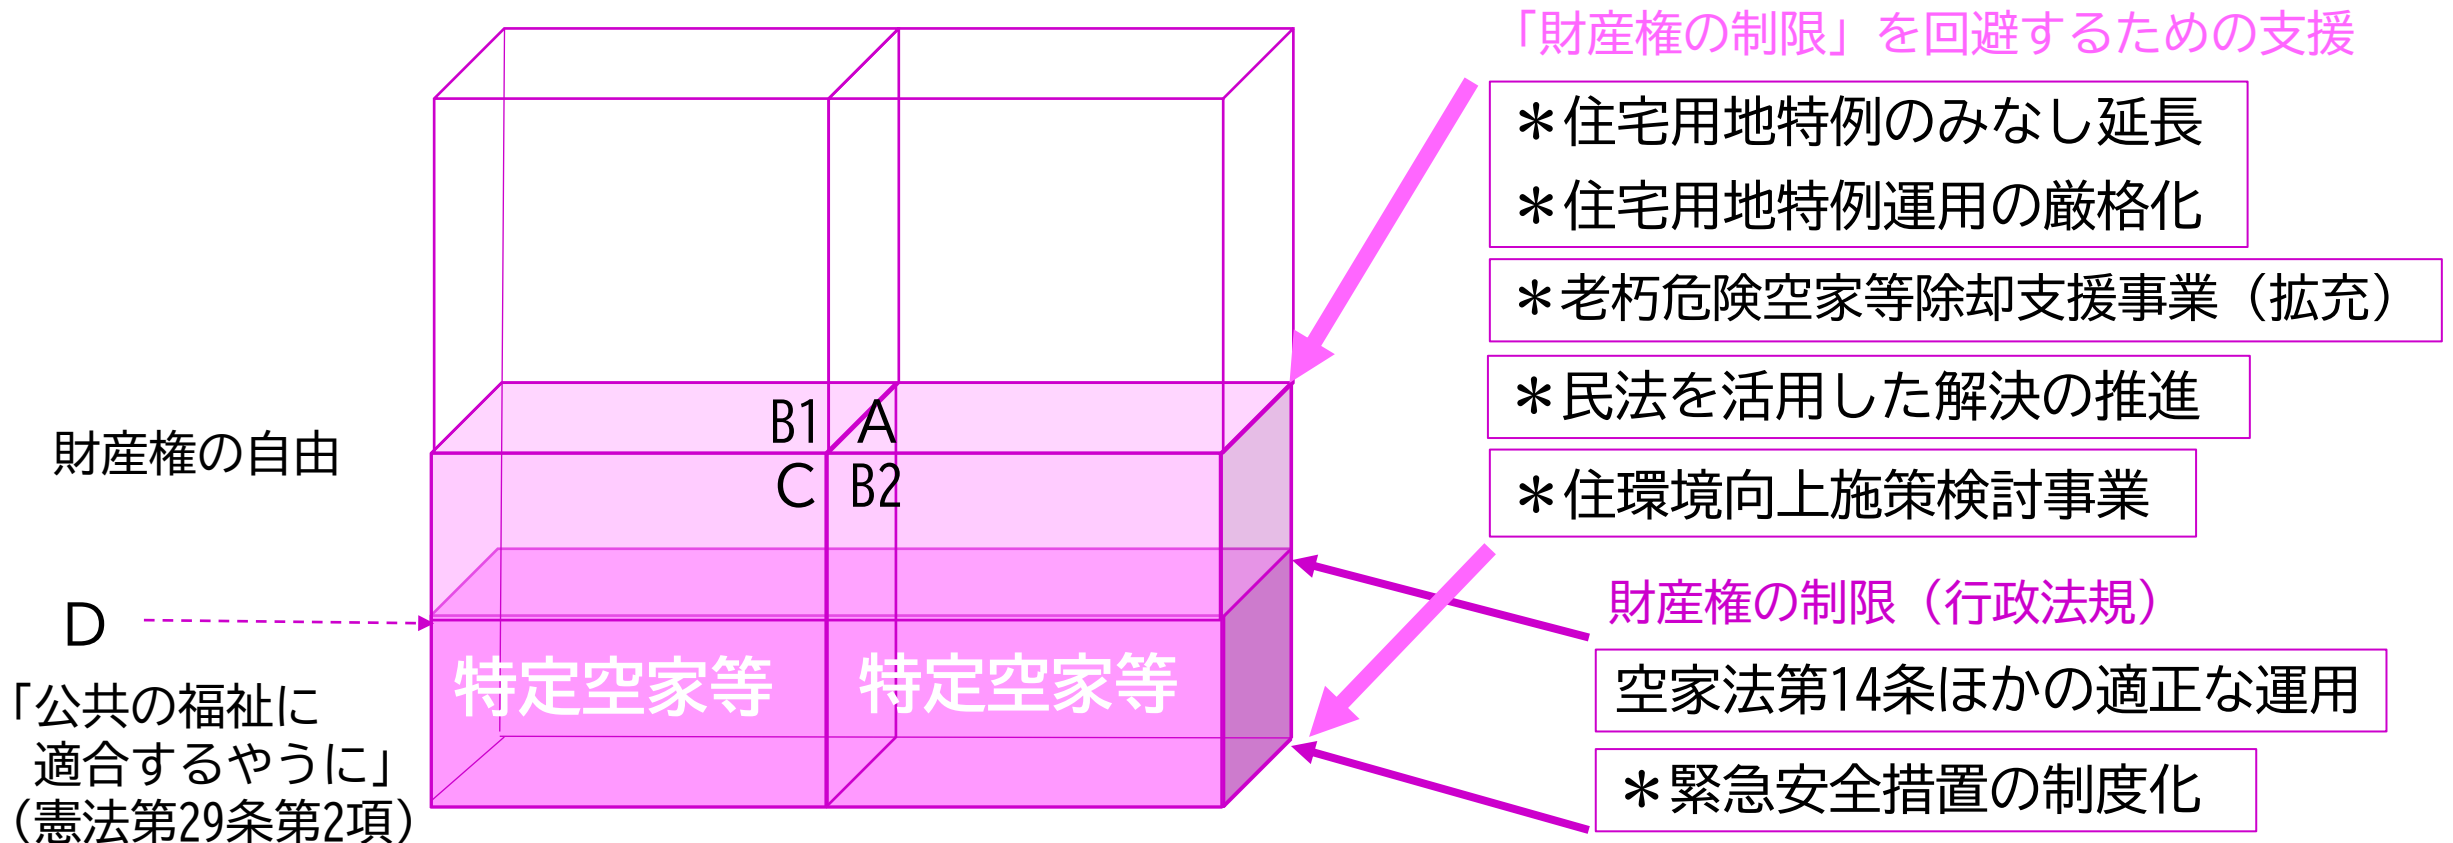 「財産権の制限」を回避するための支援
＊住宅用地特例のみなし延長
＊住宅用地特例運用の厳格化
＊老朽危険空家等除却支援事業（拡充）
＊民法を活用した解決の推進
＊住環境向上施策検討事業
B1 A
C B2
財産権の自由
D
「公共の福祉に
適合するやうに」
（憲法第29条第2項）
特定空家等
特定空家等
財産権の制限（行政法規）
空家法第14条ほかの適正な運用
＊緊急安全措置の制度化